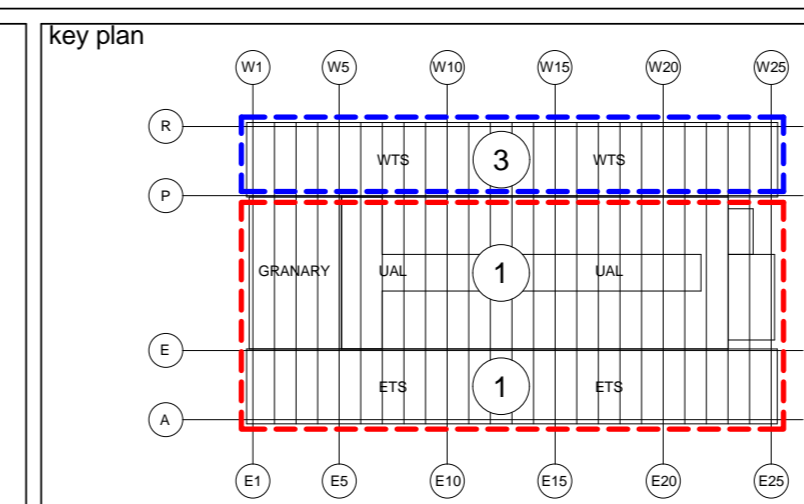 key plan
W1 W5 W10 W15 W20 W25
R
WTS 3 WTS
P
GRANARY UAL 1 UAL
E
ETS 1 ETS
A
E1 E5 E10 E15 E20 E25